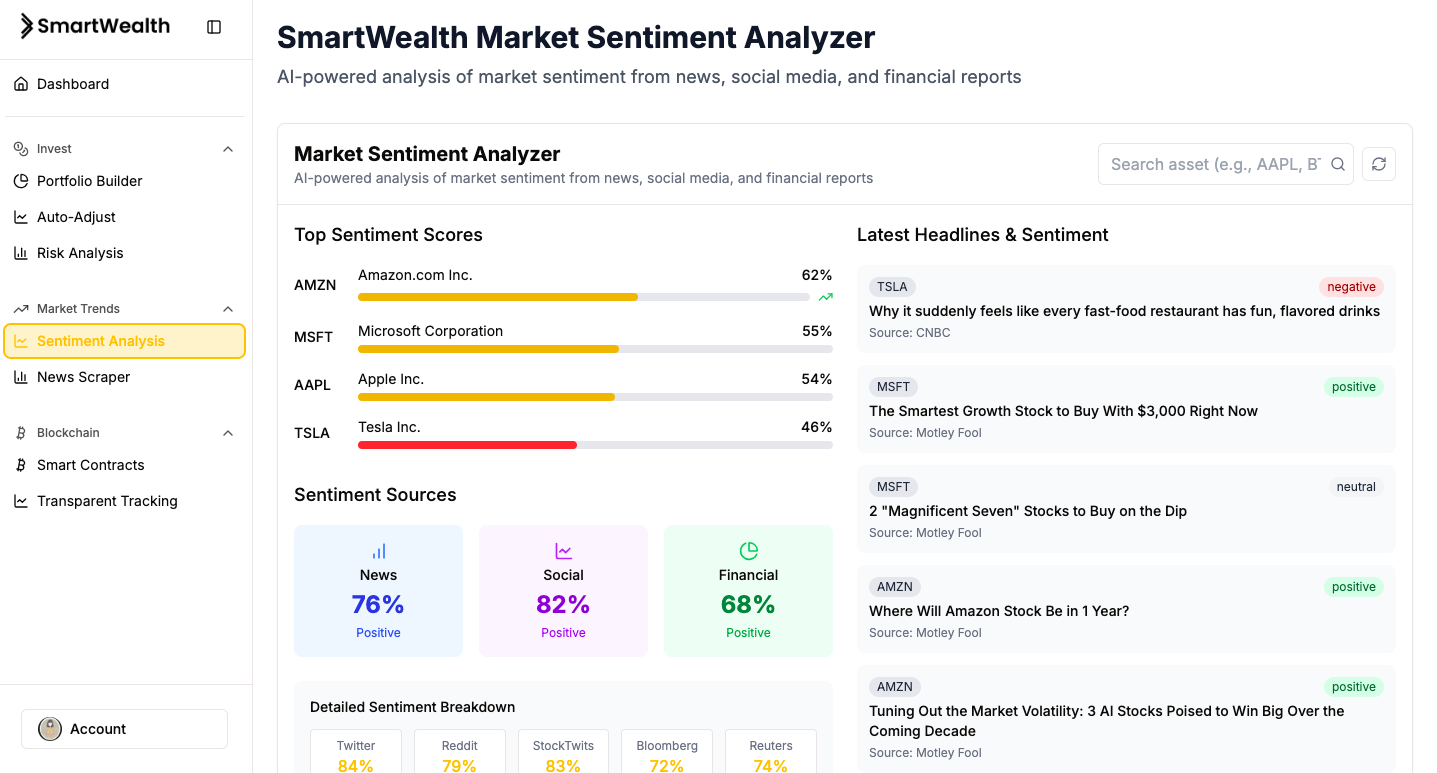 SmartWealth
Dashboard
Invest
Portfolio Builder
Auto-Adjust
Risk Analysis
Market Trends
Sentiment Analysis
News Scraper
Blockchain
Smart Contracts
Transparent Tracking
Account
SmartWealth Market Sentiment Analyzer
AI-powered analysis of market sentiment from news, social media, and financial reports
Market Sentiment Analyzer
AI-powered analysis of market sentiment from news, social media, and financial reports
Search asset (e.g., AAPL, BT
Top Sentiment Scores
AMZN
Amazon.com Inc.
62%
MSFT
Microsoft Corporation
55%
AAPL
Apple Inc.
54%
TSLA
Tesla Inc.
46%
Sentiment Sources
News
76%
Positive
Social
82%
Positive
Financial
68%
Positive
Detailed Sentiment Breakdown
Twitter
84%
Reddit
79%
StockTwits
83%
Bloomberg
72%
Reuters
74%
Latest Headlines & Sentiment
TSLA
negative
Why it suddenly feels like every fast-food restaurant has fun, flavored drinks
Source: CNBC
MSFT
positive
The Smartest Growth Stock to Buy With $3,000 Right Now
Source: Motley Fool
MSFT
neutral
2 "Magnificent Seven" Stocks to Buy on the Dip
Source: Motley Fool
AMZN
positive
Where Will Amazon Stock Be in 1 Year?
Source: Motley Fool
AMZN
positive
Tuning Out the Market Volatility: 3 AI Stocks Poised to Win Big Over the
Coming Decade
Source: Motley Fool